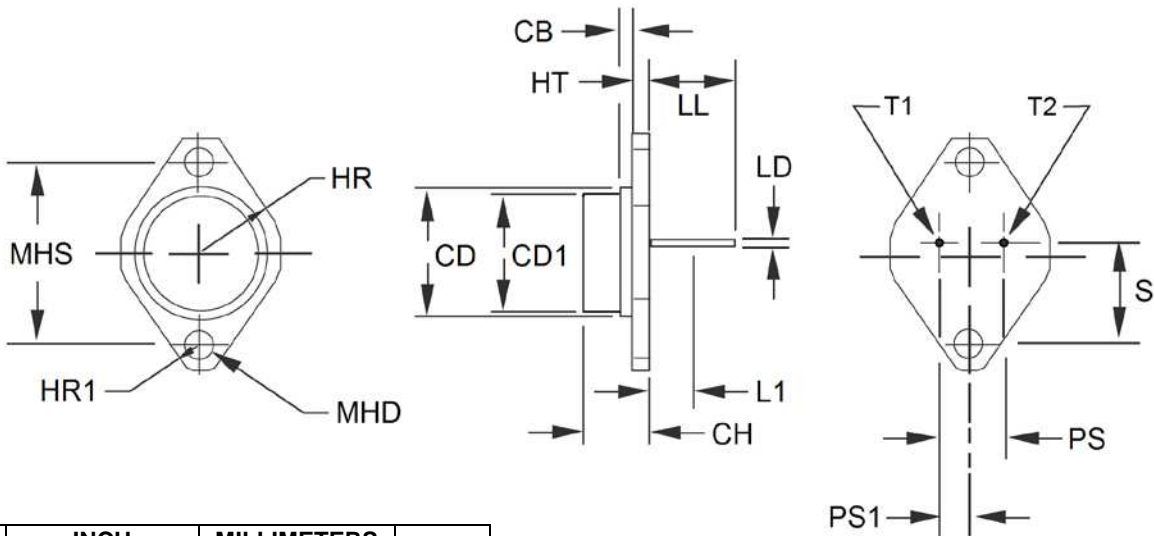 CB
HT
LL
T1
T2
HR
LD
MHS
CD
CD1
S
HR1
MHD
L1
CH
PS
PS1
INCH
MILLIMETERS